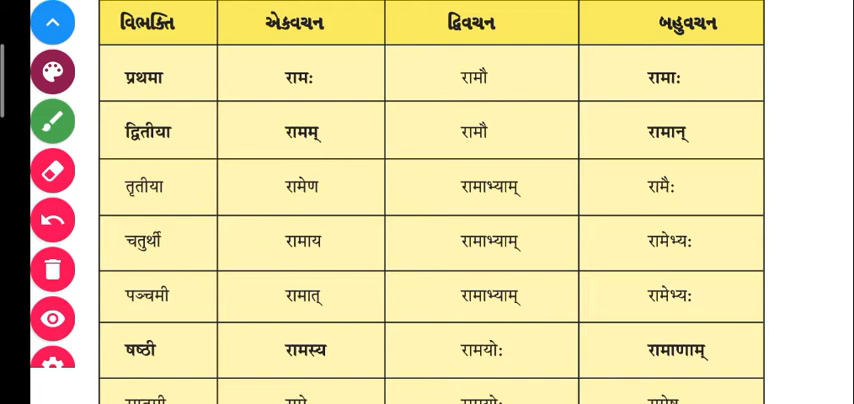 વિભક્તિ એકવચન દ્વિવચન બહુવચન
प्रथमा रामः रामौ रामाः
द्वितीया रामम् रामौ रामान्
तृतीया रामेण रामाभ्याम् रामैः
चतुर्थी रामाय रामाभ्याम् रामेभ्यः
पञ्चमी रामात् रामाभ्याम् रामेभ्यः
षष्ठी रामस्य रामयोः रामाणाम्